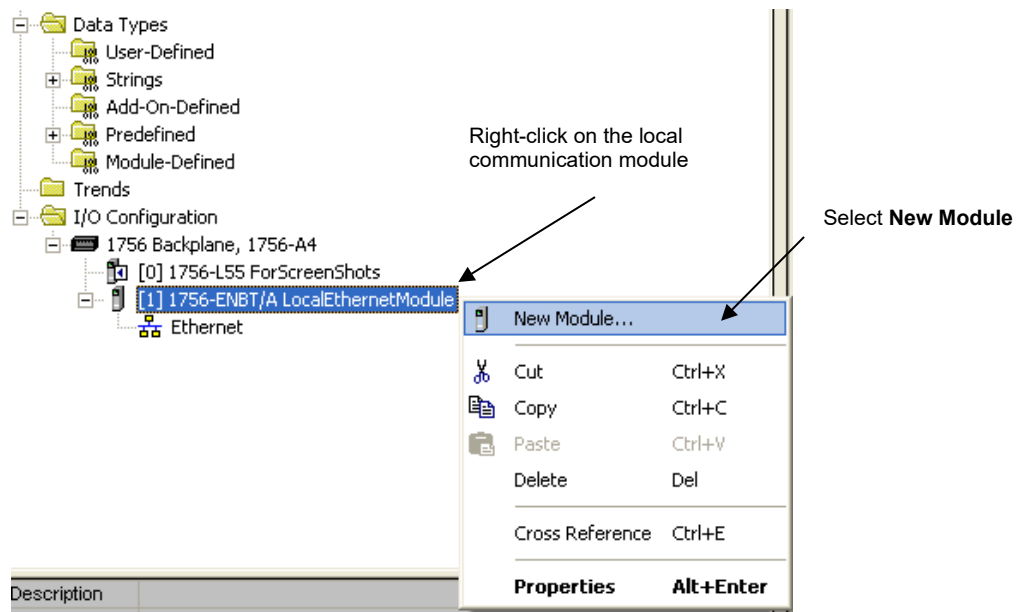 Data Types
User-Defined
Strings
Add-On-Defined
Predefined
Module-Defined
Trends
I/O Configuration
1756 Backplane, 1756-A4
[0] 1756-L55 ForScreenShots
[1] 1756-ENBT/A LocalEthernetModule
Ethernet
Right-click on the local
communication module
Select New Module
New Module...
Cut Ctrl+X
Copy Ctrl+C
Paste Ctrl+V
Delete Del
Cross Reference Ctrl+E
Properties Alt+Enter
Description